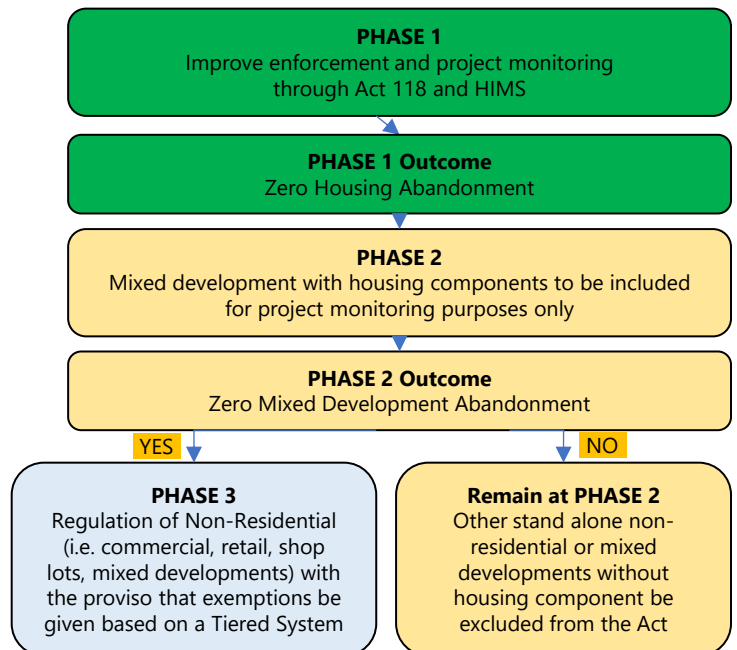 PHASE 1
Improve enforcement and project monitoring
through Act 118 and HIMS
PHASE 1 Outcome
Zero Housing Abandonment
PHASE 2
Mixed development with housing components to be included
for project monitoring purposes only
PHASE 2 Outcome
Zero Mixed Development Abandonment
YES
NO
PHASE 3
Regulation of Non-Residential
(i.e. commercial, retail, shop
lots, mixed developments) with
the proviso that exemptions be
given based on a Tiered System
Remain at PHASE 2
Other stand alone non-
residential or mixed
developments without
housing component be
excluded from the Act